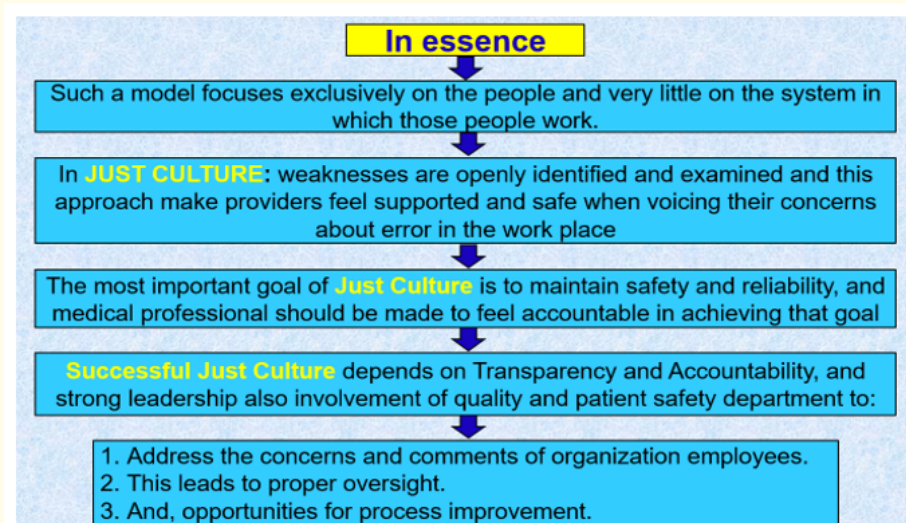 In essence
Such a model focuses exclusively on the people and very little on the system in
which those people work.
In JUST CULTURE: weaknesses are openly identified and examined and this
approach make providers feel supported and safe when voicing their concerns
about error in the work place
The most important goal of Just Culture is to maintain safety and reliability, and
medical professional should be made to feel accountable in achieving that goal
Successful Just Culture depends on Transparency and Accountability, and
strong leadership also involvement of quality and patient safety department to:
1. Address the concerns and comments of organization employees.
2. This leads to proper oversight.
3. And, opportunities for process improvement.